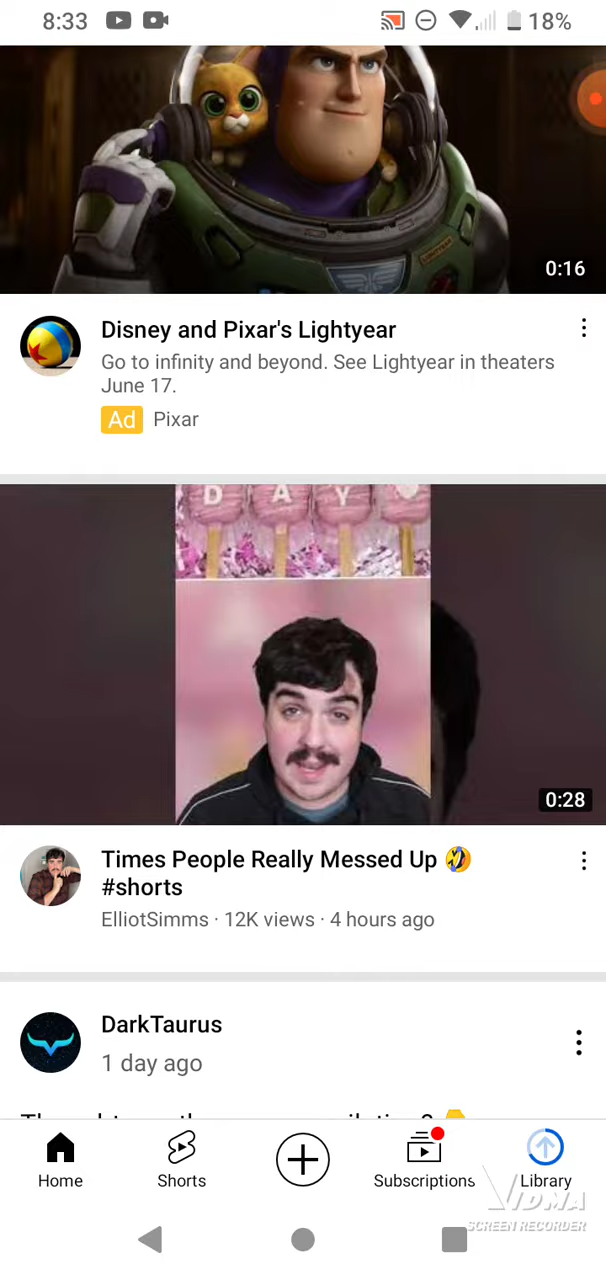 8:33 18%
LIGHTYEAR
0:16
Disney and Pixar's Lightyear
Go to infinity and beyond. See Lightyear in theaters
June 17.
Ad Pixar
D A Y
0:28
Times People Really Messed Up 🤣
#shorts
ElliotSimms · 12K views · 4 hours ago
DarkTaurus
1 day ago
Home Shorts Subscriptions Library
VIDMA
SCREEN RECORDER